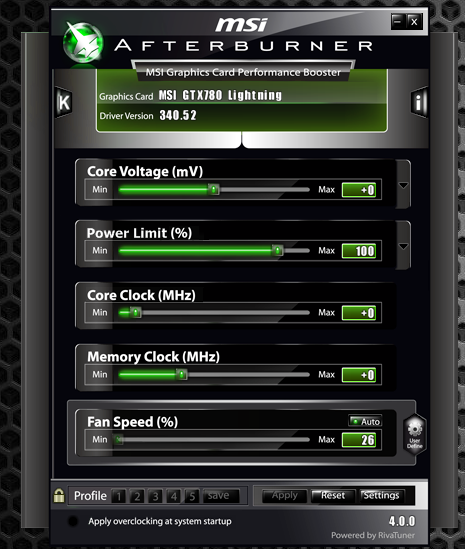 msi
AFTERBURNER
MSI Graphics Card Performance Booster
Graphics Card MSI GTX780 Lightning
Driver Version 340.52
K
i
Core Voltage (mV)
Min Max +0
Power Limit (%)
Min Max 100
Core Clock (MHz)
Min Max +0
Memory Clock (MHz)
Min Max +0
Fan Speed (%) Auto
Min Max 26
User
Define
Profile 1 2 3 4 5 save Apply Reset Settings
Apply overclocking at system startup 4.0.0
Powered by RivaTuner